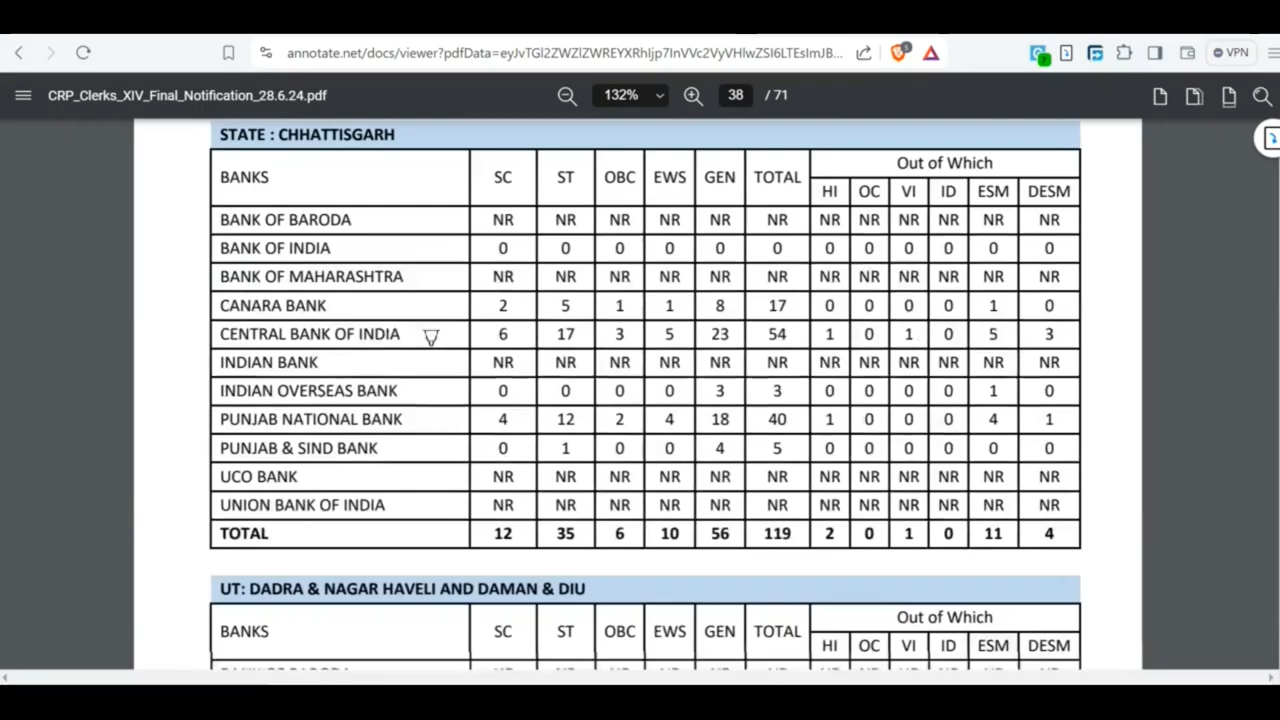 annotate.net/docs/viewer?pdfData=eyJvTGl2ZWZlZWREYXRhIjp7InVVc2VyVHlwZSI6LTEsImJB...
VPN
CRP_Clerks_XIV_Final_Notification_28.6.24.pdf 132% 38 / 71
STATE : CHHATTISGARH
BANKS SC ST OBC EWS GEN TOTAL Out of Which
HI OC VI ID ESM DESM
BANK OF BARODA NR NR NR NR NR NR NR NR NR NR NR NR
BANK OF INDIA 0 0 0 0 0 0 0 0 0 0 0 0
BANK OF MAHARASHTRA NR NR NR NR NR NR NR NR NR NR NR NR
CANARA BANK 2 5 1 1 8 17 0 0 0 0 1 0
CENTRAL BANK OF INDIA 6 17 3 5 23 54 1 0 1 0 5 3
INDIAN BANK NR NR NR NR NR NR NR NR NR NR NR NR
INDIAN OVERSEAS BANK 0 0 0 0 3 3 0 0 0 0 1 0
PUNJAB NATIONAL BANK 4 12 2 4 18 40 1 0 0 0 4 1
PUNJAB & SIND BANK 0 1 0 0 4 5 0 0 0 0 0 0
UCO BANK NR NR NR NR NR NR NR NR NR NR NR NR
UNION BANK OF INDIA NR NR NR NR NR NR NR NR NR NR NR NR
TOTAL 12 35 6 10 56 119 2 0 1 0 11 4
UT: DADRA & NAGAR HAVELI AND DAMAN & DIU
BANKS SC ST OBC EWS GEN TOTAL Out of Which
HI OC VI ID ESM DESM